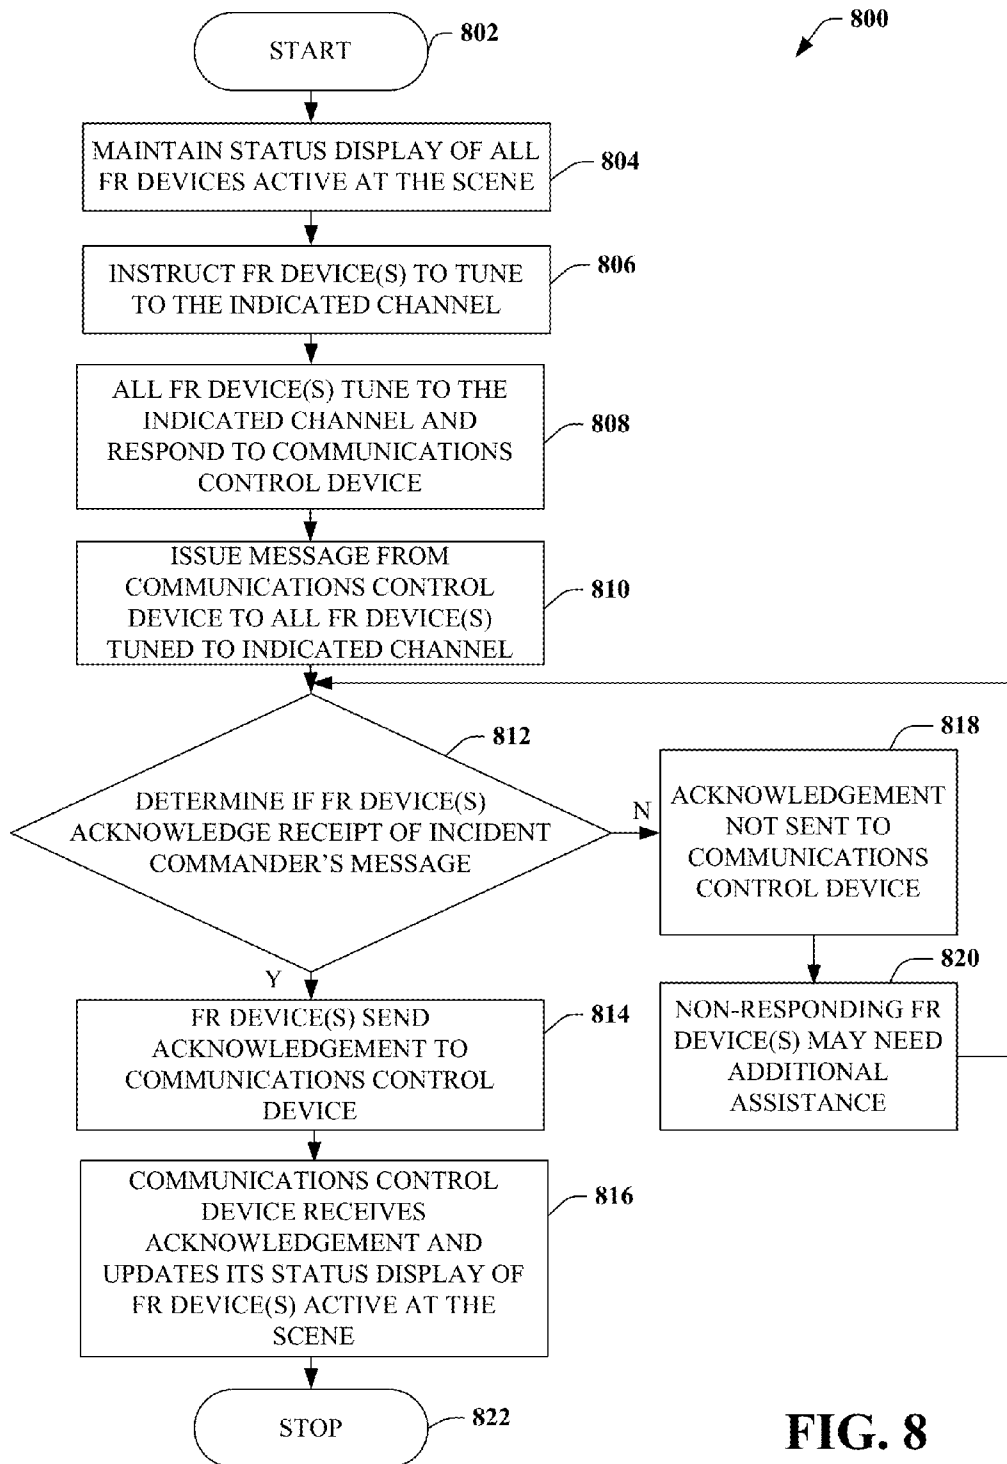 800
START
802
MAINTAIN STATUS DISPLAY OF ALL
FR DEVICES ACTIVE AT THE SCENE
804
INSTRUCT FR DEVICE(S) TO TUNE
TO THE INDICATED CHANNEL
806
ALL FR DEVICE(S) TUNE TO THE
INDICATED CHANNEL AND
RESPOND TO COMMUNICATIONS
CONTROL DEVICE
808
ISSUE MESSAGE FROM
COMMUNICATIONS CONTROL
DEVICE TO ALL FR DEVICE(S)
TUNED TO INDICATED CHANNEL
810
812
DETERMINE IF FR DEVICE(S)
ACKNOWLEDGE RECEIPT OF INCIDENT
COMMANDER'S MESSAGE
N
818
ACKNOWLEDGEMENT
NOT SENT TO
COMMUNICATIONS
CONTROL DEVICE
820
NON-RESPONDING FR
DEVICE(S) MAY NEED
ADDITIONAL
ASSISTANCE
Y
FR DEVICE(S) SEND
ACKNOWLEDGEMENT TO
COMMUNICATIONS CONTROL
DEVICE
814
COMMUNICATIONS CONTROL
DEVICE RECEIVES
ACKNOWLEDGEMENT AND
UPDATES ITS STATUS DISPLAY OF
FR DEVICE(S) ACTIVE AT THE
SCENE
816
STOP
822
FIG. 8